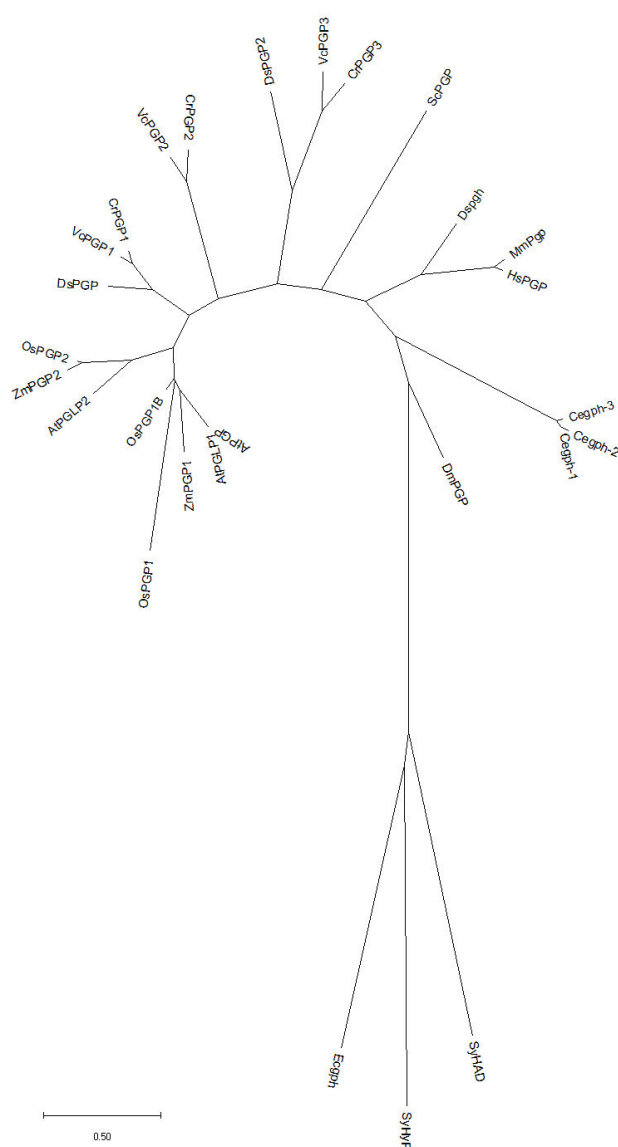 DsPGP2
VcPGP3
CrPGP3
ScPGP
CrPGP2
VcPGP2
Dspgh
MmPgp
HsPGP
CrPGP1
VcPGP1
DsPGP
OsPGP2
ZmPGP2
AtPGLP2
OsPGP1B
AtPGP
AtPGLP1
ZmPGP1
OsPGP1
Cegph-3
Cegph-2
Cegph-1
DmPGP
Ecgph
SyHAD
0.50